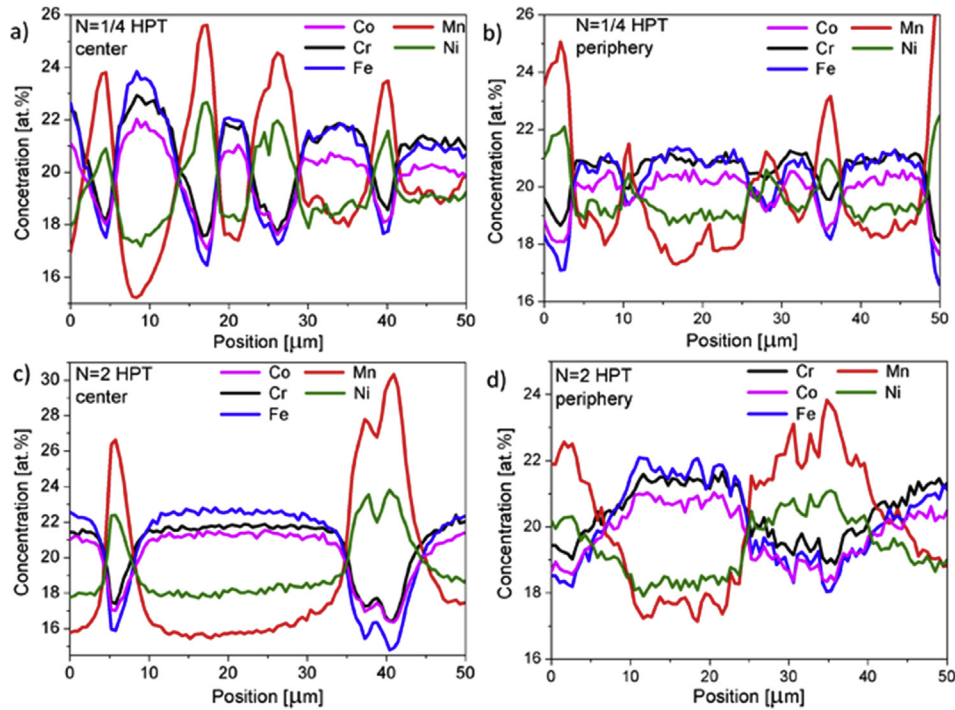 a)
N=1/4 HPT
center
Co
Mn
Cr
Ni
Fe
Concetration [at.%]
26
24
22
20
18
16
0
10
20
30
40
50
Position [μm]
b)
N=1/4 HPT
periphery
Co
Mn
Cr
Ni
Fe
Concetration [at.%]
26
24
22
20
18
16
0
10
20
30
40
50
Position [μm]
c)
N=2 HPT
center
Co
Mn
Cr
Ni
Fe
Concetration [at.%]
30
28
26
24
22
20
18
16
0
10
20
30
40
50
Position [μm]
d)
N=2 HPT
periphery
Cr
Mn
Co
Ni
Fe
Concetration [at.%]
24
22
20
18
16
0
10
20
30
40
50
Position [μm]